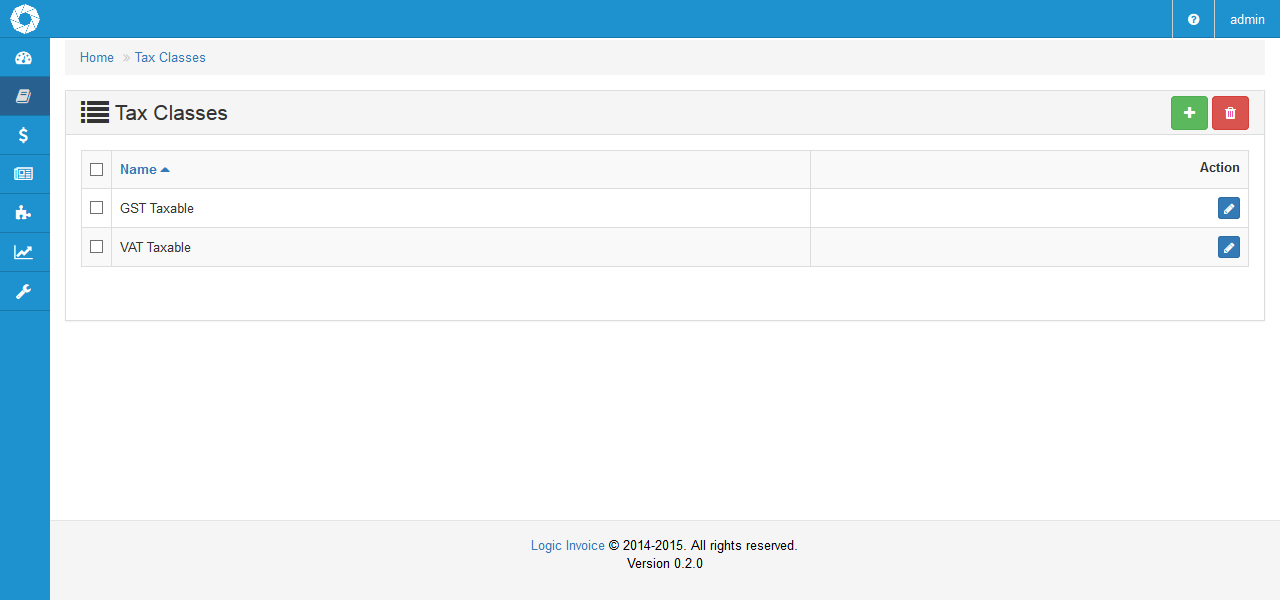 admin
Home » Tax Classes
Tax Classes
Name Action
GST Taxable
VAT Taxable
Logic Invoice © 2014-2015. All rights reserved.
Version 0.2.0